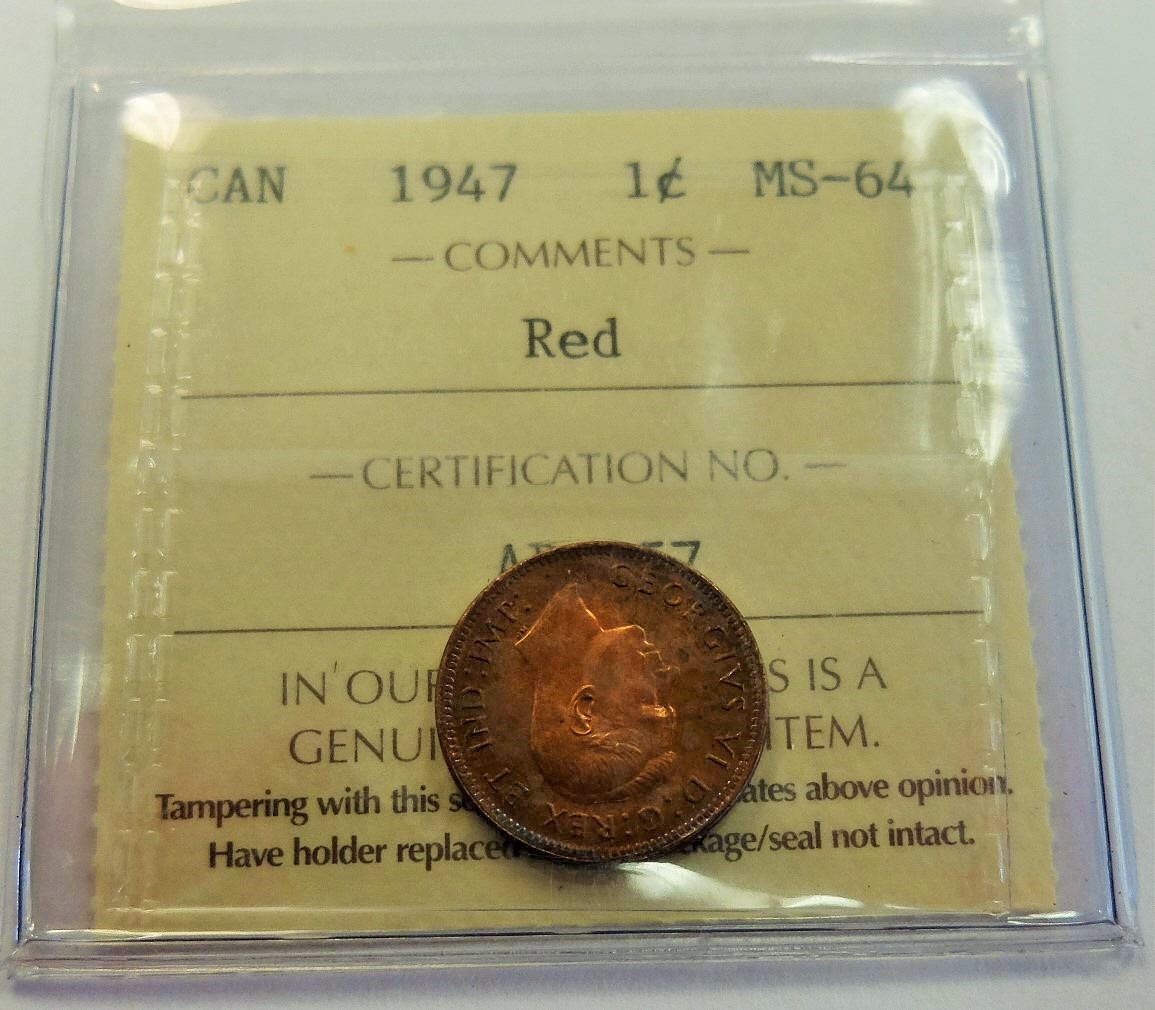 CAN 1947 1¢ MS-64
— COMMENTS —
Red
— CERTIFICATION NO. —
IN OUR S IS A
GENUI ITEM.
Tampering with this se ates above opinion.
Have holder replaced kage/seal not intact.
GEORGIVS VI D:G:REX ET IND:IMP: